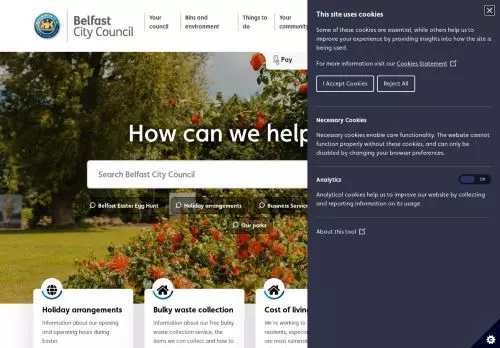 Belfast
City Council
Your
council
Bins and
environment
Things to
do
Your
community
Pay
How can we help
Search Belfast City Council
Belfast Easter Egg Hunt
Holiday arrangements
Business Service
Our parks
Holiday arrangements
Information about our opening
and operating hours during
Easter.
Bulky waste collection
Information about our free bulky
waste collection service, the
items we can collect and how to
Cost of livin
We're working to
residents, especial
are most vulnera
This site uses cookies
Some of these cookies are essential, while others help us to
improve your experience by providing insights into how the site is
being used.
For more information visit our Cookies Statement
I Accept Cookies
Reject All
Necessary Cookies
Necessary cookies enable core functionality. The website cannot
function properly without these cookies, and can only be
disabled by changing your browser preferences.
Analytics
Off
Analytical cookies help us to improve our website by collecting
and reporting information on its usage.
About this tool